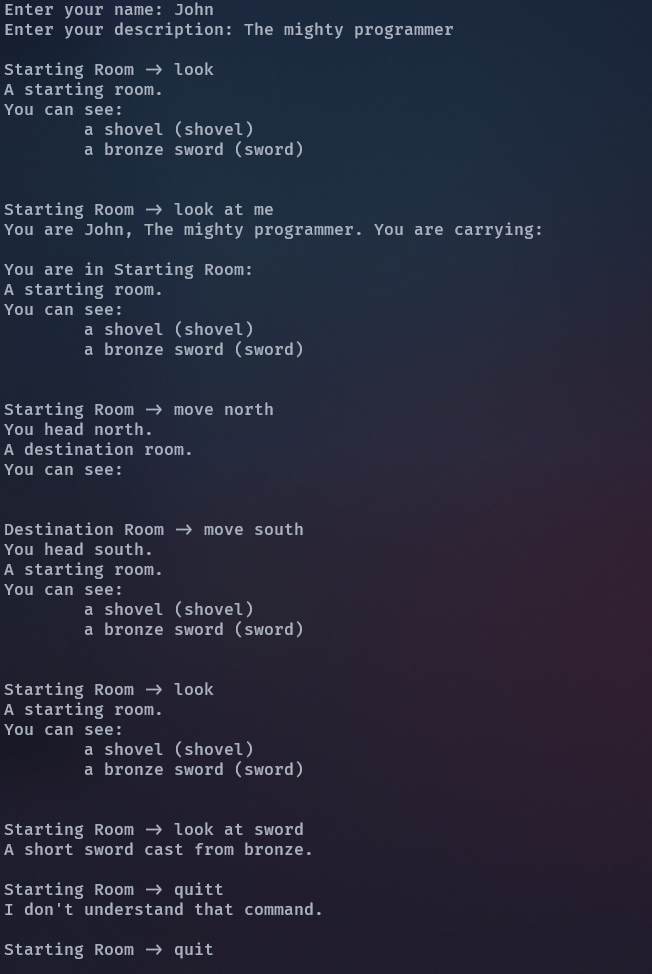 Enter your name: John
Enter your description: The mighty programmer
Starting Room -> look
A starting room.
You can see:
a shovel (shovel)
a bronze sword (sword)
Starting Room -> look at me
You are John, The mighty programmer. You are carrying:
You are in Starting Room:
A starting room.
You can see:
a shovel (shovel)
a bronze sword (sword)
Starting Room -> move north
You head north.
A destination room.
You can see:
Destination Room -> move south
You head south.
A starting room.
You can see:
a shovel (shovel)
a bronze sword (sword)
Starting Room -> look
A starting room.
You can see:
a shovel (shovel)
a bronze sword (sword)
Starting Room -> look at sword
A short sword cast from bronze.
Starting Room -> quitt
I don't understand that command.
Starting Room -> quit